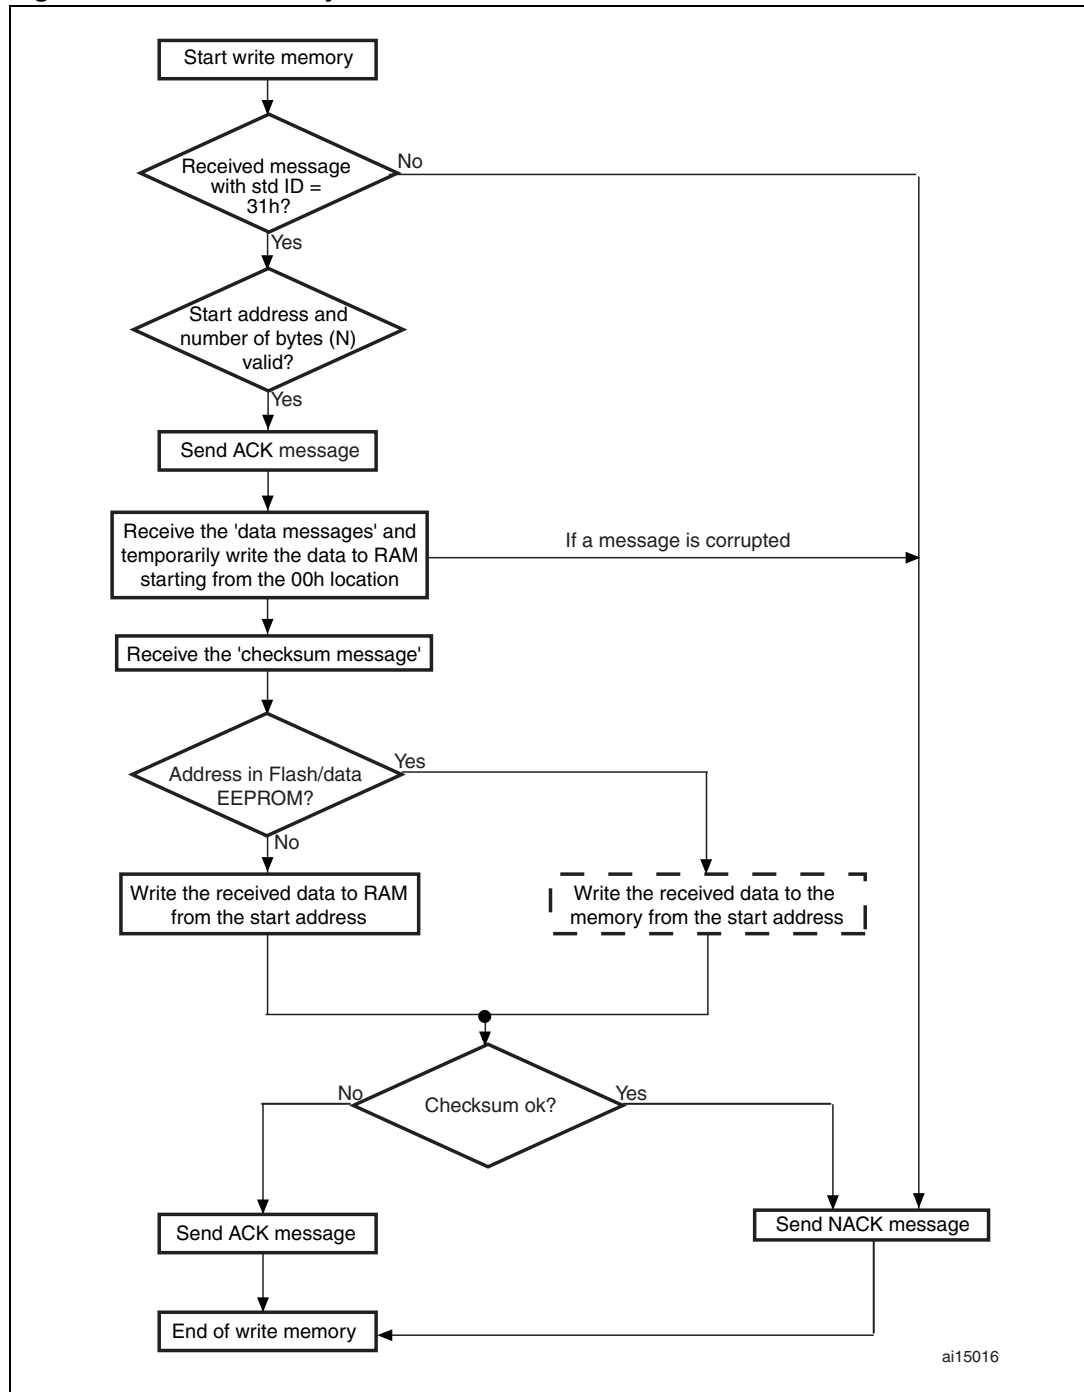 Start write memory
Received message
with std ID =
31h?
No
Yes
Start address and
number of bytes (N)
valid?
Yes
Send ACK message
Receive the 'data messages' and
temporarily write the data to RAM
starting from the 00h location
If a message is corrupted
Receive the 'checksum message'
Address in Flash/data
EEPROM?
Yes
No
Write the received data to RAM
from the start address
Write the received data to the
memory from the start address
No
Checksum ok?
Yes
Send ACK message
Send NACK message
End of write memory
ai15016